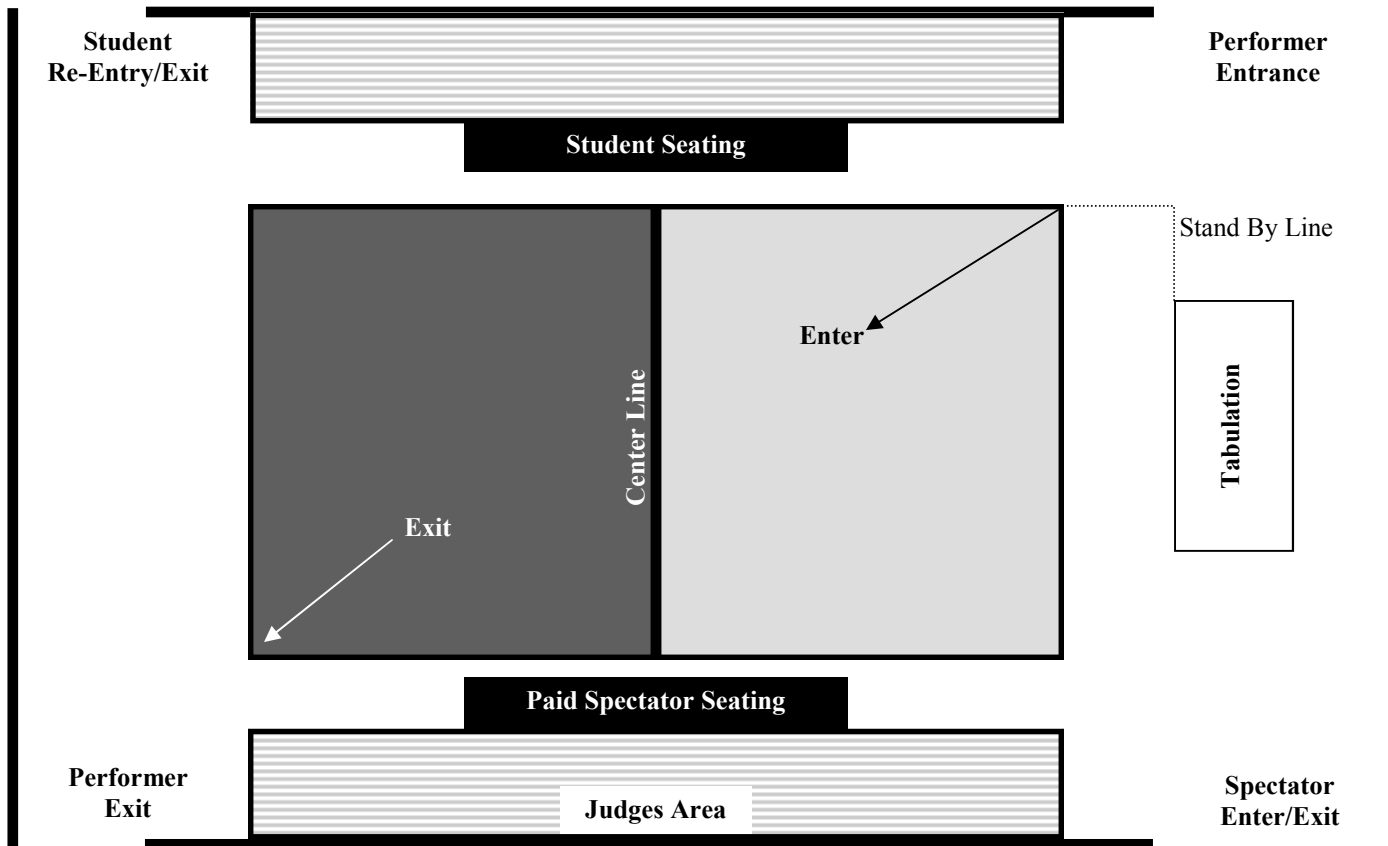 Student
Re-Entry/Exit
Performer
Entrance
Student Seating
Stand By Line
Enter
Center Line
Tabulation
Exit
Paid Spectator Seating
Performer
Exit
Judges Area
Spectator
Enter/Exit